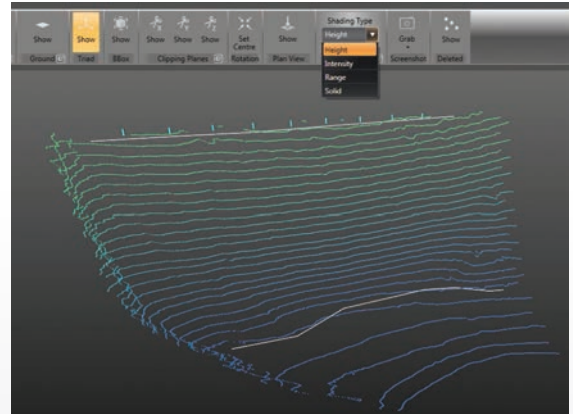 Shading Type
Show Show Show Show Show Show Set Centre Show Height Grab Show
Ground Triad BBox Clipping Planes Rotation Plan View Screenshot Deleted
Height
Intensity
Range
Solid